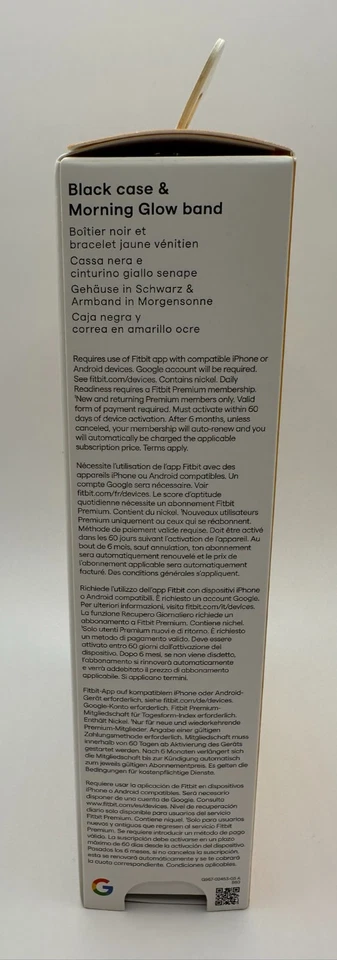 Black case &
Morning Glow band
Boîtier noir et
bracelet jaune vénitien
Cassa nera e
cinturino giallo senape
Gehäuse in Schwarz &
Armband in Morgensonne
Caja negra y
correa en amarillo ocre
Requires use of Fitbit app with compatible iPhone or
Android devices. Google account will be required.
See fitbit.com/devices. Contains nickel. Daily
Readiness requires a Fitbit Premium membership.
¹New and returning Premium members only. Valid
form of payment required. Must activate within 60
days of device activation. After 6 months, unless
canceled, your membership will auto-renew and you
will automatically be charged the applicable
subscription price. Terms apply.
Nécessite l'utilisation de l'app Fitbit avec des
appareils iPhone ou Android compatibles. Un
compte Google sera nécessaire. Voir
fitbit.com/fr/devices. Le score d'aptitude
quotidienne nécessite un abonnement Fitbit
Premium. Contient du nickel. ¹Nouveaux utilisateurs
Premium uniquement ou ceux qui se réabonnent.
Méthode de paiement valide requise. Doit être activé
dans les 60 jours suivant l'activation de l'appareil. Au
bout de 6 mois, sauf annulation, ton abonnement
sera automatiquement renouvelé et le prix de
l'abonnement applicable sera automatiquement
facturé. Des conditions générales s'appliquent.
Richiede l'utilizzo dell'app Fitbit con dispositivi iPhone
o Android compatibili. È richiesto un account Google.
Per ulteriori informazioni, visita fitbit.com/it/devices.
La funzione Recupero Giornaliero richiede un
abbonamento a Fitbit Premium. Contiene nichel.
¹Solo utenti Premium nuovi e di ritorno. È richiesto
un metodo di pagamento valido. Deve essere
attivato entro 60 giorni dall'attivazione del
dispositivo. Dopo 6 mesi, se non viene disdetto,
l'abbonamento si rinnoverà automaticamente
e verrà addebitato il prezzo di abbonamento
applicabile. Si applicano termini.
Fitbit-App auf kompatiblem iPhone oder Android-
Gerät erforderlich, siehe fitbit.com/de/devices.
Google-Konto erforderlich. Fitbit Premium-
Mitgliedschaft für Tagesform-Index erforderlich.
Enthält Nickel. ¹Nur für neue und wiederkehrende
Premium-Mitglieder. Angabe einer gültigen
Zahlungsmethode erforderlich. Mitgliedschaft muss
innerhalb von 60 Tagen ab Aktivierung des Geräts
gestartet werden. Nach 6 Monaten verlängert sich
die Mitgliedschaft bis zur Kündigung automatisch
zum jeweils gültigen Abonnementpreis. Es gelten die
Bedingungen für kostenpflichtige Dienste.
Requiere usar la aplicación de Fitbit en dispositivos
iPhone o Android compatibles. Será necesario
disponer de una cuenta de Google. Consulta
www.fitbit.com/es/devices. Nivel de recuperación
diario solo disponible para usuarios del servicio
Fitbit Premium. Contiene níquel. ¹Solo para usuarios
nuevos y antiguos que regresen al servicio Fitbit
Premium. Se requiere introducir un método de pago
válido. La suscripción debe activarse en un plazo
máximo de 60 días desde la activación del dispositivo.
Pasados los 6 meses, si no cancelas la suscripción,
esta se renovará automáticamente y se te cobrará
la cuota correspondiente. Condiciones aplicables.
G